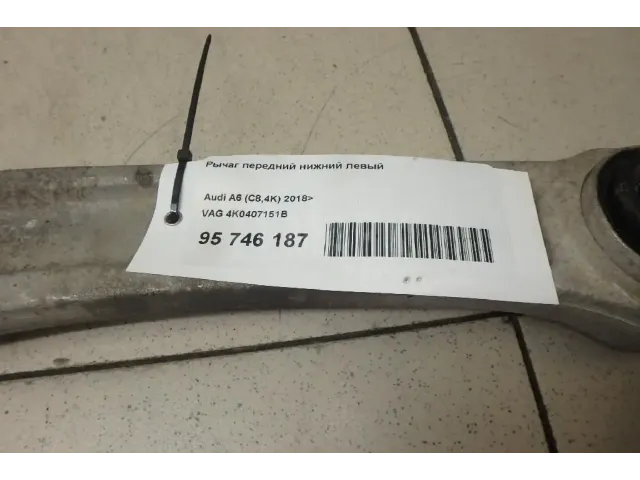 Рычаг передний нижний левый
Audi A6 (C8,4K) 2018>
VAG 4K0407151B
95 746 187